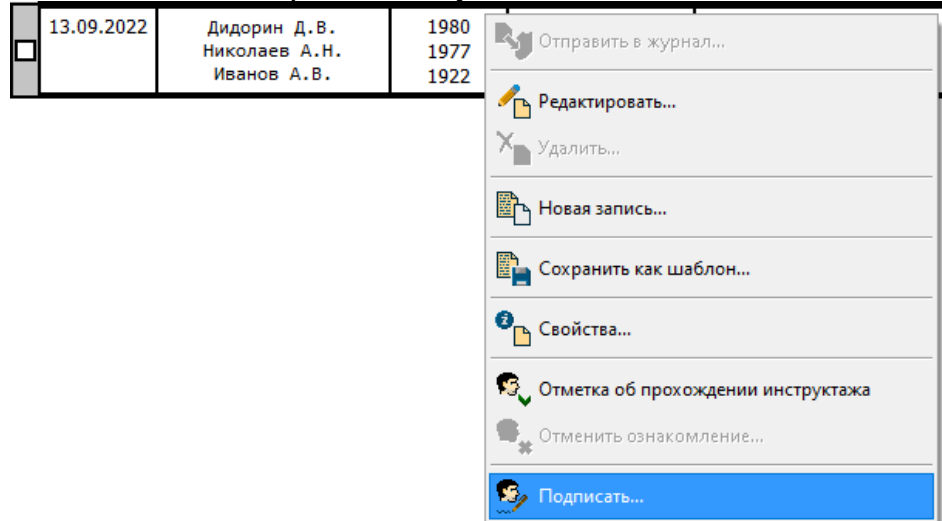 13.09.2022 Дидорин Д.В. 1980
Николаев А.Н. 1977
Иванов А.В. 1922
Отправить в журнал...
Редактировать...
Удалить...
Новая запись...
Сохранить как шаблон...
Свойства...
Отметка об прохождении инструктажа
Отменить ознакомление...
Подписать...